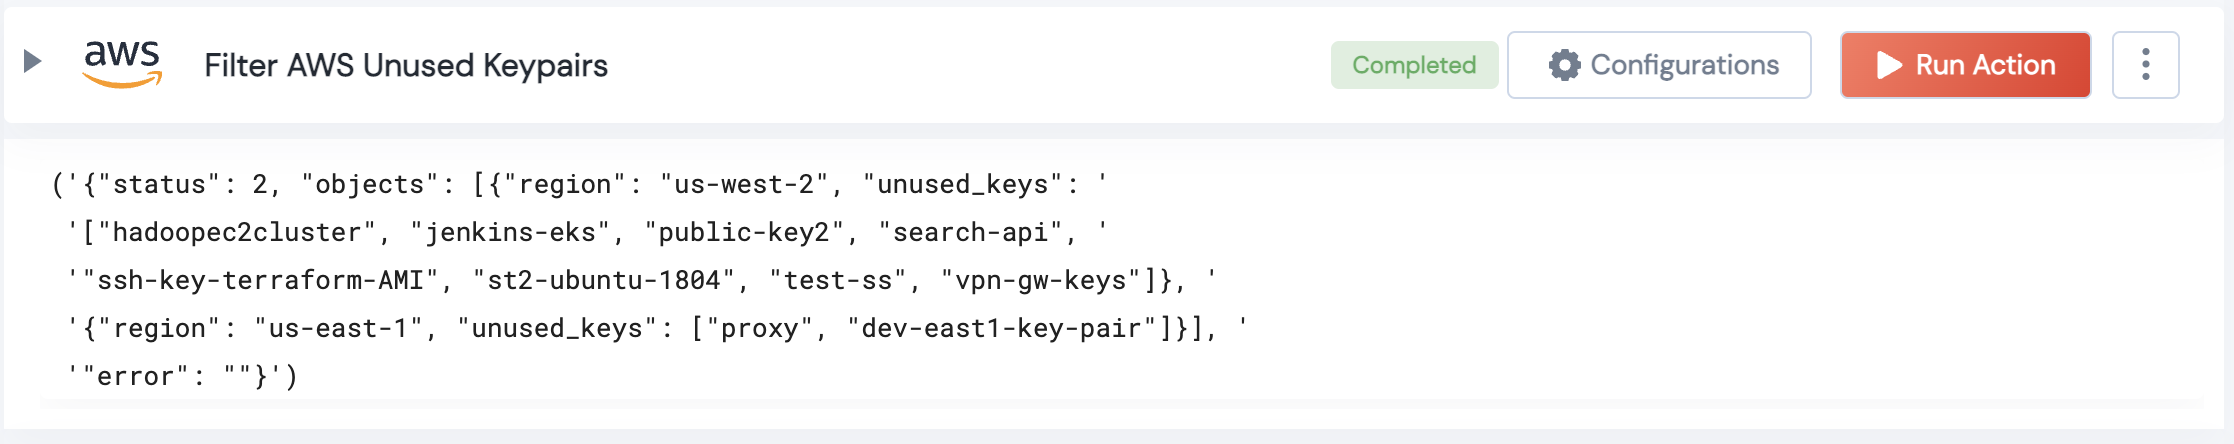 aws Filter AWS Unused Keypairs Completed Configurations Run Action
('{"status": 2, "objects": [{"region": "us-west-2", "unused_keys": '
'["hadoopec2cluster", "jenkins-eks", "public-key2", "search-api", '
'"ssh-key-terraform-AMI", "st2-ubuntu-1804", "test-ss", "vpn-gw-keys"]}, '
'{"region": "us-east-1", "unused_keys": ["proxy", "dev-east1-key-pair"]}], '
'"error": ""}')